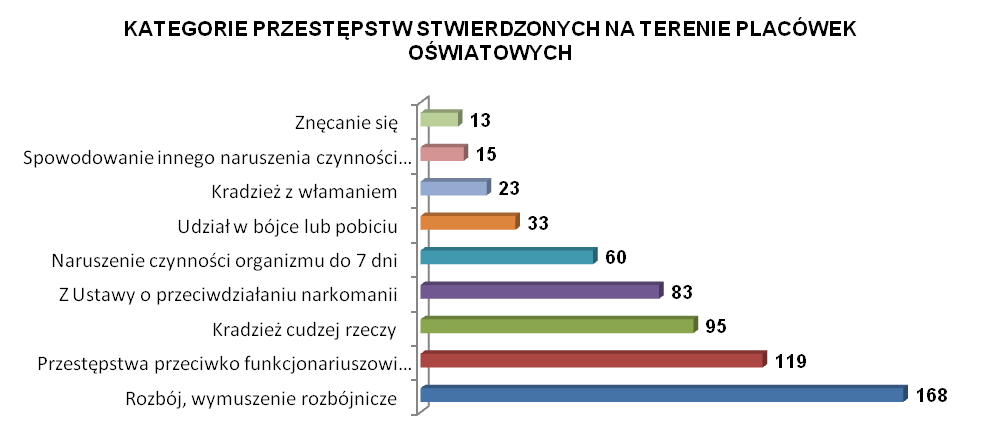 KATEGORIE PRZESTĘPSTW STWIERDZONYCH NA TERENIE PLACÓWEK
OŚWIATOWYCH
Znęcanie się 13
Spowodowanie innego naruszenia czynności... 15
Kradzież z włamaniem 23
Udział w bójce lub pobiciu 33
Naruszenie czynności organizmu do 7 dni 60
Z Ustawy o przeciwdziałaniu narkomanii 83
Kradzież cudzej rzeczy 95
Przestępstwa przeciwko funkcjonariuszowi... 119
Rozbój, wymuszenie rozbójnicze 168